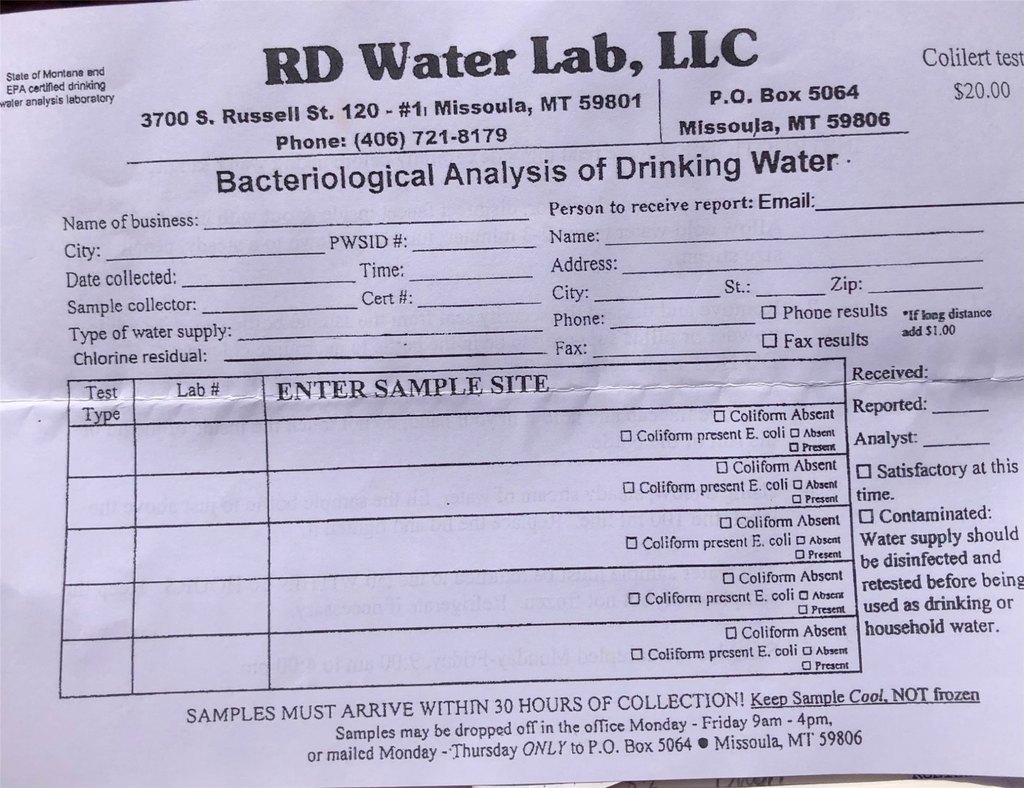 State of Montana and
EPA certified drinking
water analysis laboratory
RD Water Lab, LLC
Colilert test
$20.00
3700 S. Russell St. 120 - #1, Missoula, MT 59801
Phone: (406) 721-8179
P.O. Box 5064
Missoula, MT 59806
Bacteriological Analysis of Drinking Water
Name of business:
City: PWSID #:
Date collected: Time:
Sample collector: Cert #:
Type of water supply:
Chlorine residual:
Person to receive report: Email:
Name:
Address:
City: St.: Zip:
Phone: ☐ Phone results
Fax: ☐ Fax results
*If long distance
add $1.00
Test
Type
Lab #
ENTER SAMPLE SITE
☐ Coliform Absent
☐ Coliform present E. coli ☐ Absent
☐ Present
☐ Coliform Absent
☐ Coliform present E. coli ☐ Absent
☐ Present
☐ Coliform Absent
☐ Coliform present E. coli ☐ Absent
☐ Present
☐ Coliform Absent
☐ Coliform present E. coli ☐ Absent
☐ Present
☐ Coliform Absent
☐ Coliform present E. coli ☐ Absent
☐ Present
Received:
Reported:
Analyst:
☐ Satisfactory at this
time.
☐ Contaminated:
Water supply should
be disinfected and
retested before being
used as drinking or
household water.
SAMPLES MUST ARRIVE WITHIN 30 HOURS OF COLLECTION! Keep Sample Cool, NOT frozen
Samples may be dropped off in the office Monday - Friday 9am - 4pm,
or mailed Monday - Thursday ONLY to P.O. Box 5064 ● Missoula, MT 59806